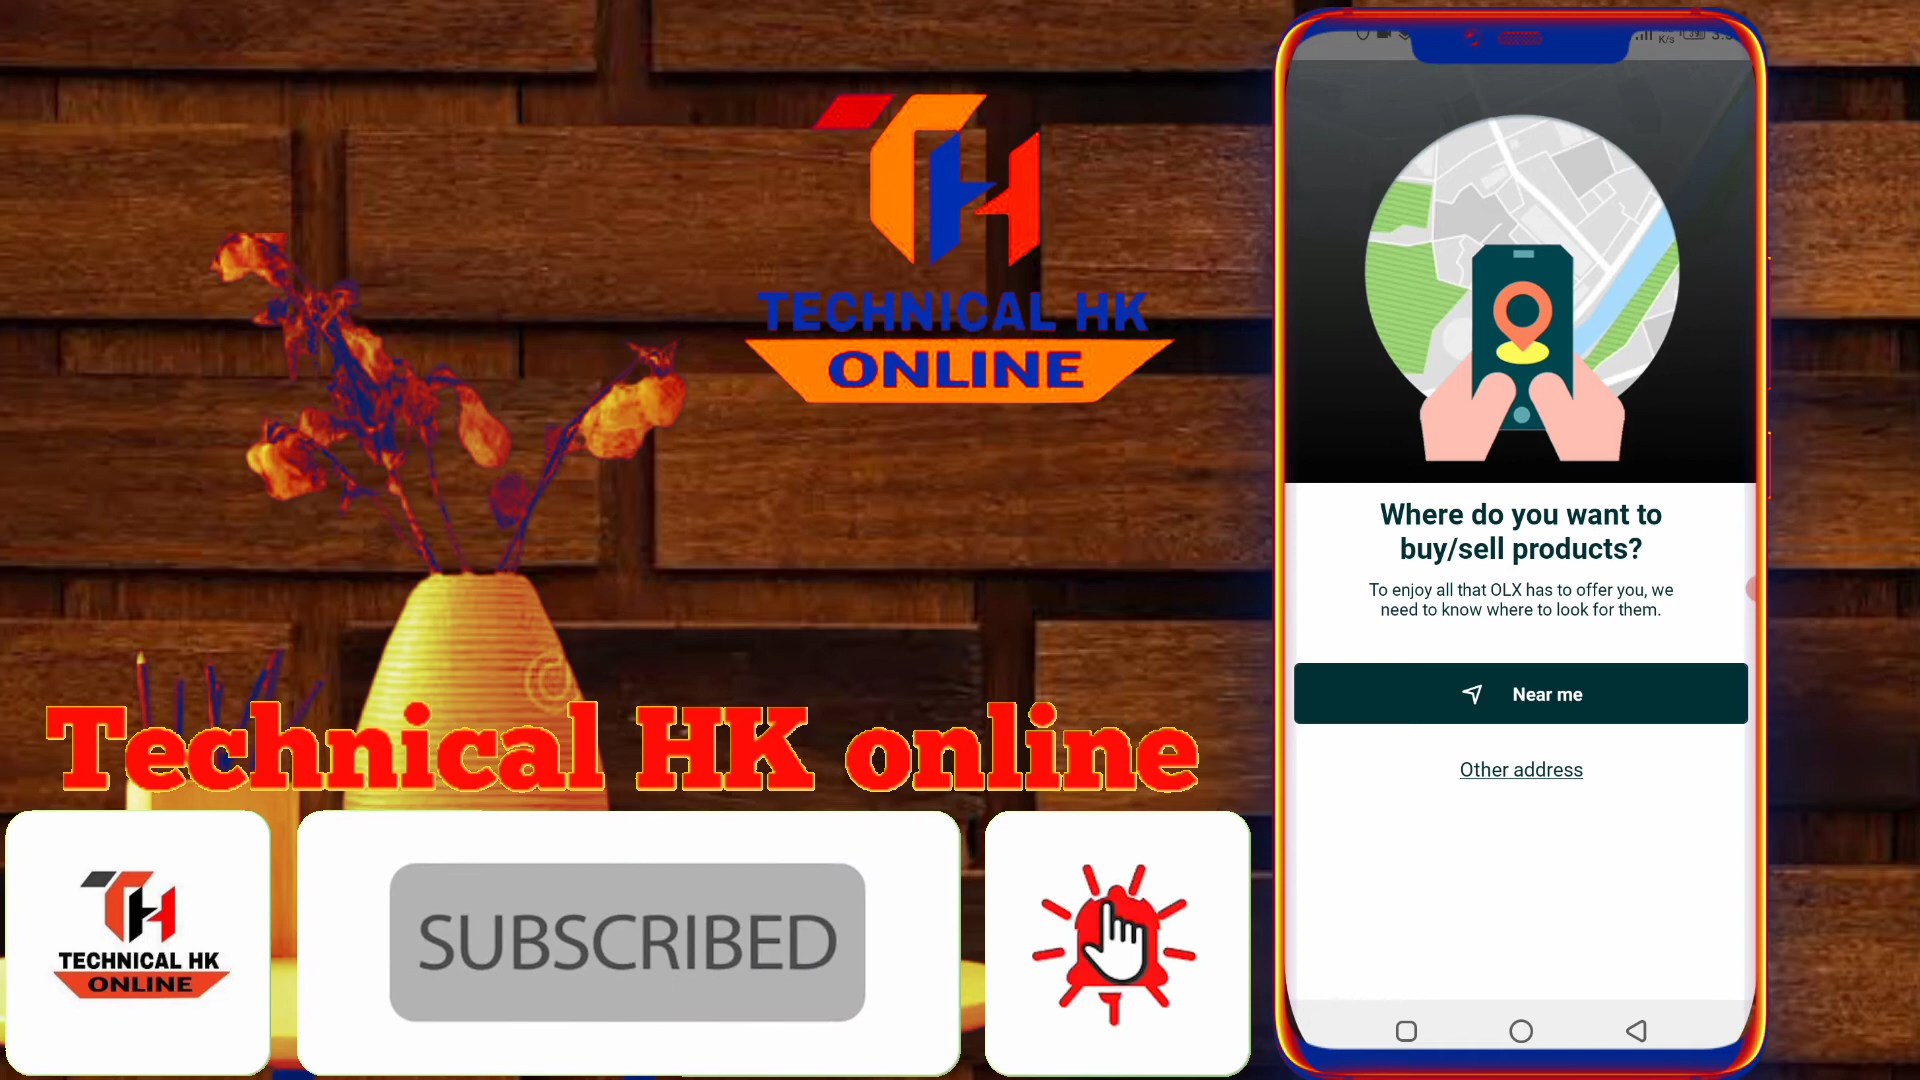 TECHNICAL HK
ONLINE
Technical HK online
TECHNICAL HK
ONLINE
SUBSCRIBED
K/s
Where do you want to
buy/sell products?
To enjoy all that OLX has to offer you, we
need to know where to look for them.
Near me
Other address